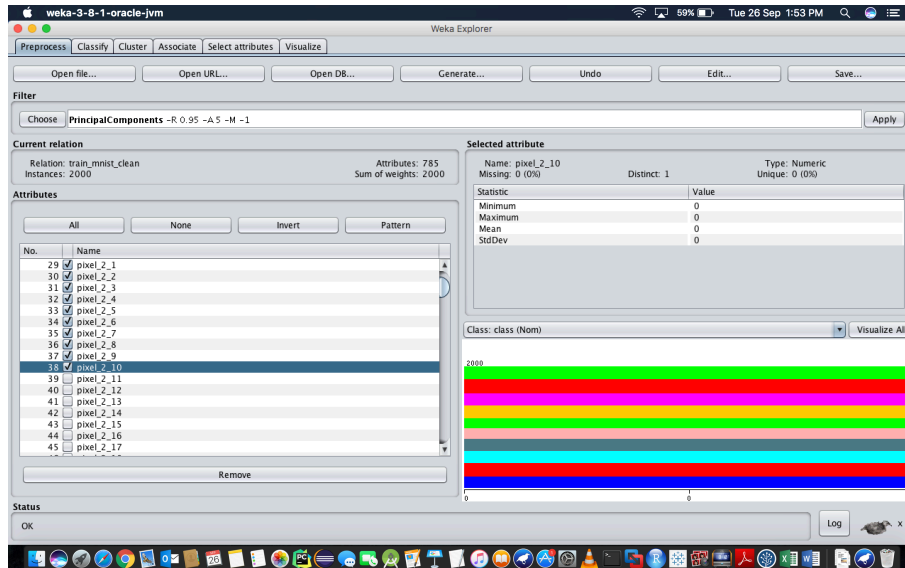 weka-3-8-1-oracle-jvm 59% Tue 26 Sep 1:53 PM
Weka Explorer
Preprocess Classify Cluster Associate Select attributes Visualize
Open file... Open URL... Open DB... Generate... Undo Edit... Save...
Filter
Choose PrincipalComponents -R 0.95 -A 5 -M -1 Apply
Current relation
Relation: train_mnist_clean Attributes: 785
Instances: 2000 Sum of weights: 2000
Attributes
All None Invert Pattern
No. Name
29 pixel_2_1
30 pixel_2_2
31 pixel_2_3
32 pixel_2_4
33 pixel_2_5
34 pixel_2_6
35 pixel_2_7
36 pixel_2_8
37 pixel_2_9
38 pixel_2_10
39 pixel_2_11
40 pixel_2_12
41 pixel_2_13
42 pixel_2_14
43 pixel_2_15
44 pixel_2_16
45 pixel_2_17
Remove
Selected attribute
Name: pixel_2_10 Type: Numeric
Missing: 0 (0%) Distinct: 1 Unique: 0 (0%)
Statistic Value
Minimum 0
Maximum 0
Mean 0
StdDev 0
Class: class (Nom) Visualize All
2000
0 0
Status
OK Log x
26